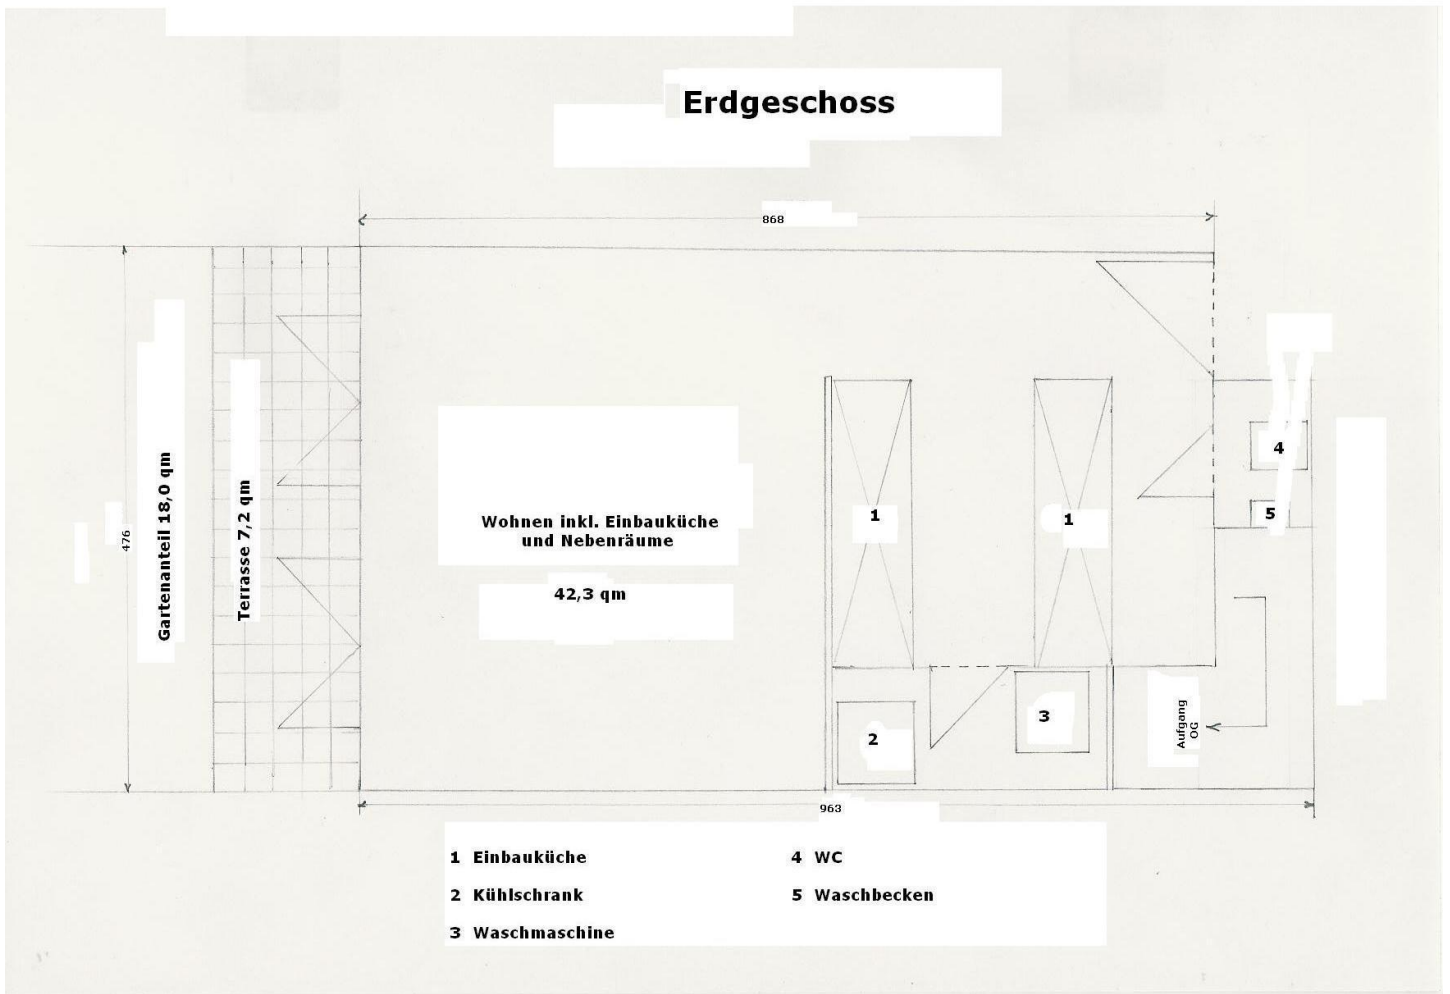 Erdgeschoss
868
476
Gartenanteil 18,0 qm
Terrasse 7,2 qm
Wohnen inkl. Einbauküche
und Nebenräume
42,3 qm
1
1
4
5
2
3
Aufgang
OG
963
1 Einbauküche
2 Kühlschrank
3 Waschmaschine
4 WC
5 Waschbecken